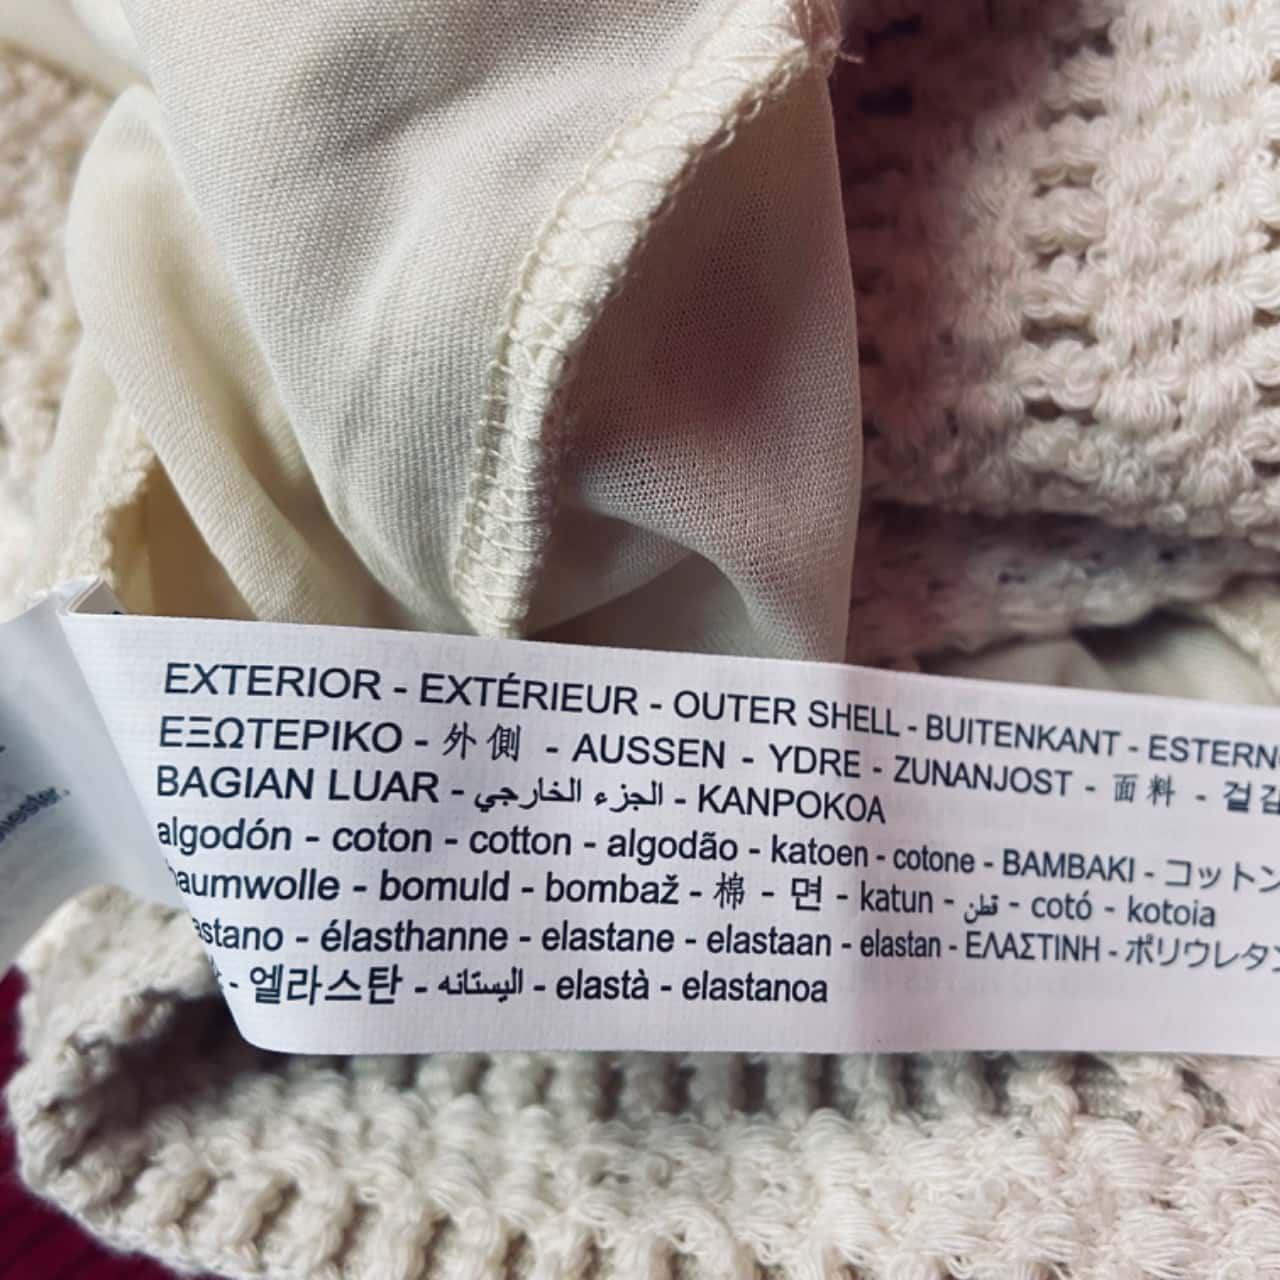 EXTERIOR - EXTÉRIEUR - OUTER SHELL - BUITENKANT - ESTERNO
ΕΞΩΤΕΡΙΚΟ - 外側 - AUSSEN - YDRE - ZUNANJOST - 面料 - 겉감
BAGIAN LUAR - الجزء الخارجي - KANPOKOA
algodón - coton - cotton - algodão - katoen - cotone - BAMBAKI - コットン
baumwolle - bomuld - bombaž - 棉 - 면 - katun - قطن - cotó - kotoia
astano - élasthanne - elastane - elastaan - elastan - ΕΛΑΣΤΙΝΗ - ポリウレタン
- 엘라스탄 - اليستانه - elastà - elastanoa